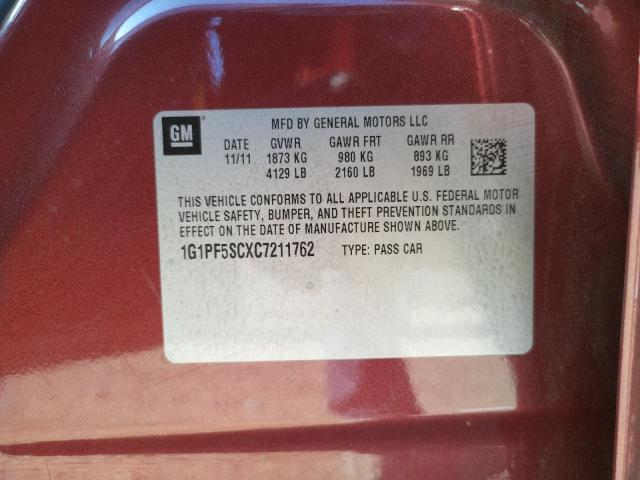 GM
MFD BY GENERAL MOTORS LLC
DATE GVWR GAWR FRT GAWR RR
11/11 1873 KG 980 KG 893 KG
4129 LB 2160 LB 1969 LB
THIS VEHICLE CONFORMS TO ALL APPLICABLE U.S. FEDERAL MOTOR
VEHICLE SAFETY, BUMPER, AND THEFT PREVENTION STANDARDS IN
EFFECT ON THE DATE OF MANUFACTURE SHOWN ABOVE.
1G1PF5SCXC7211762 TYPE: PASS CAR